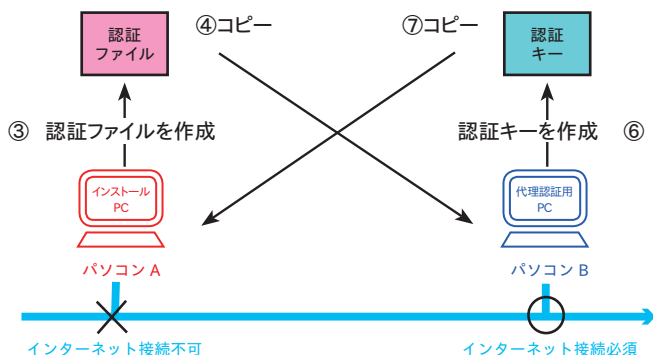 認証
ファイル
④コピー
⑦コピー
認証
キー
③ 認証ファイルを作成
認証キーを作成 ⑥
インストール
PC
代理認証用
PC
パソコン A
パソコン B
インターネット接続不可
インターネット接続必須